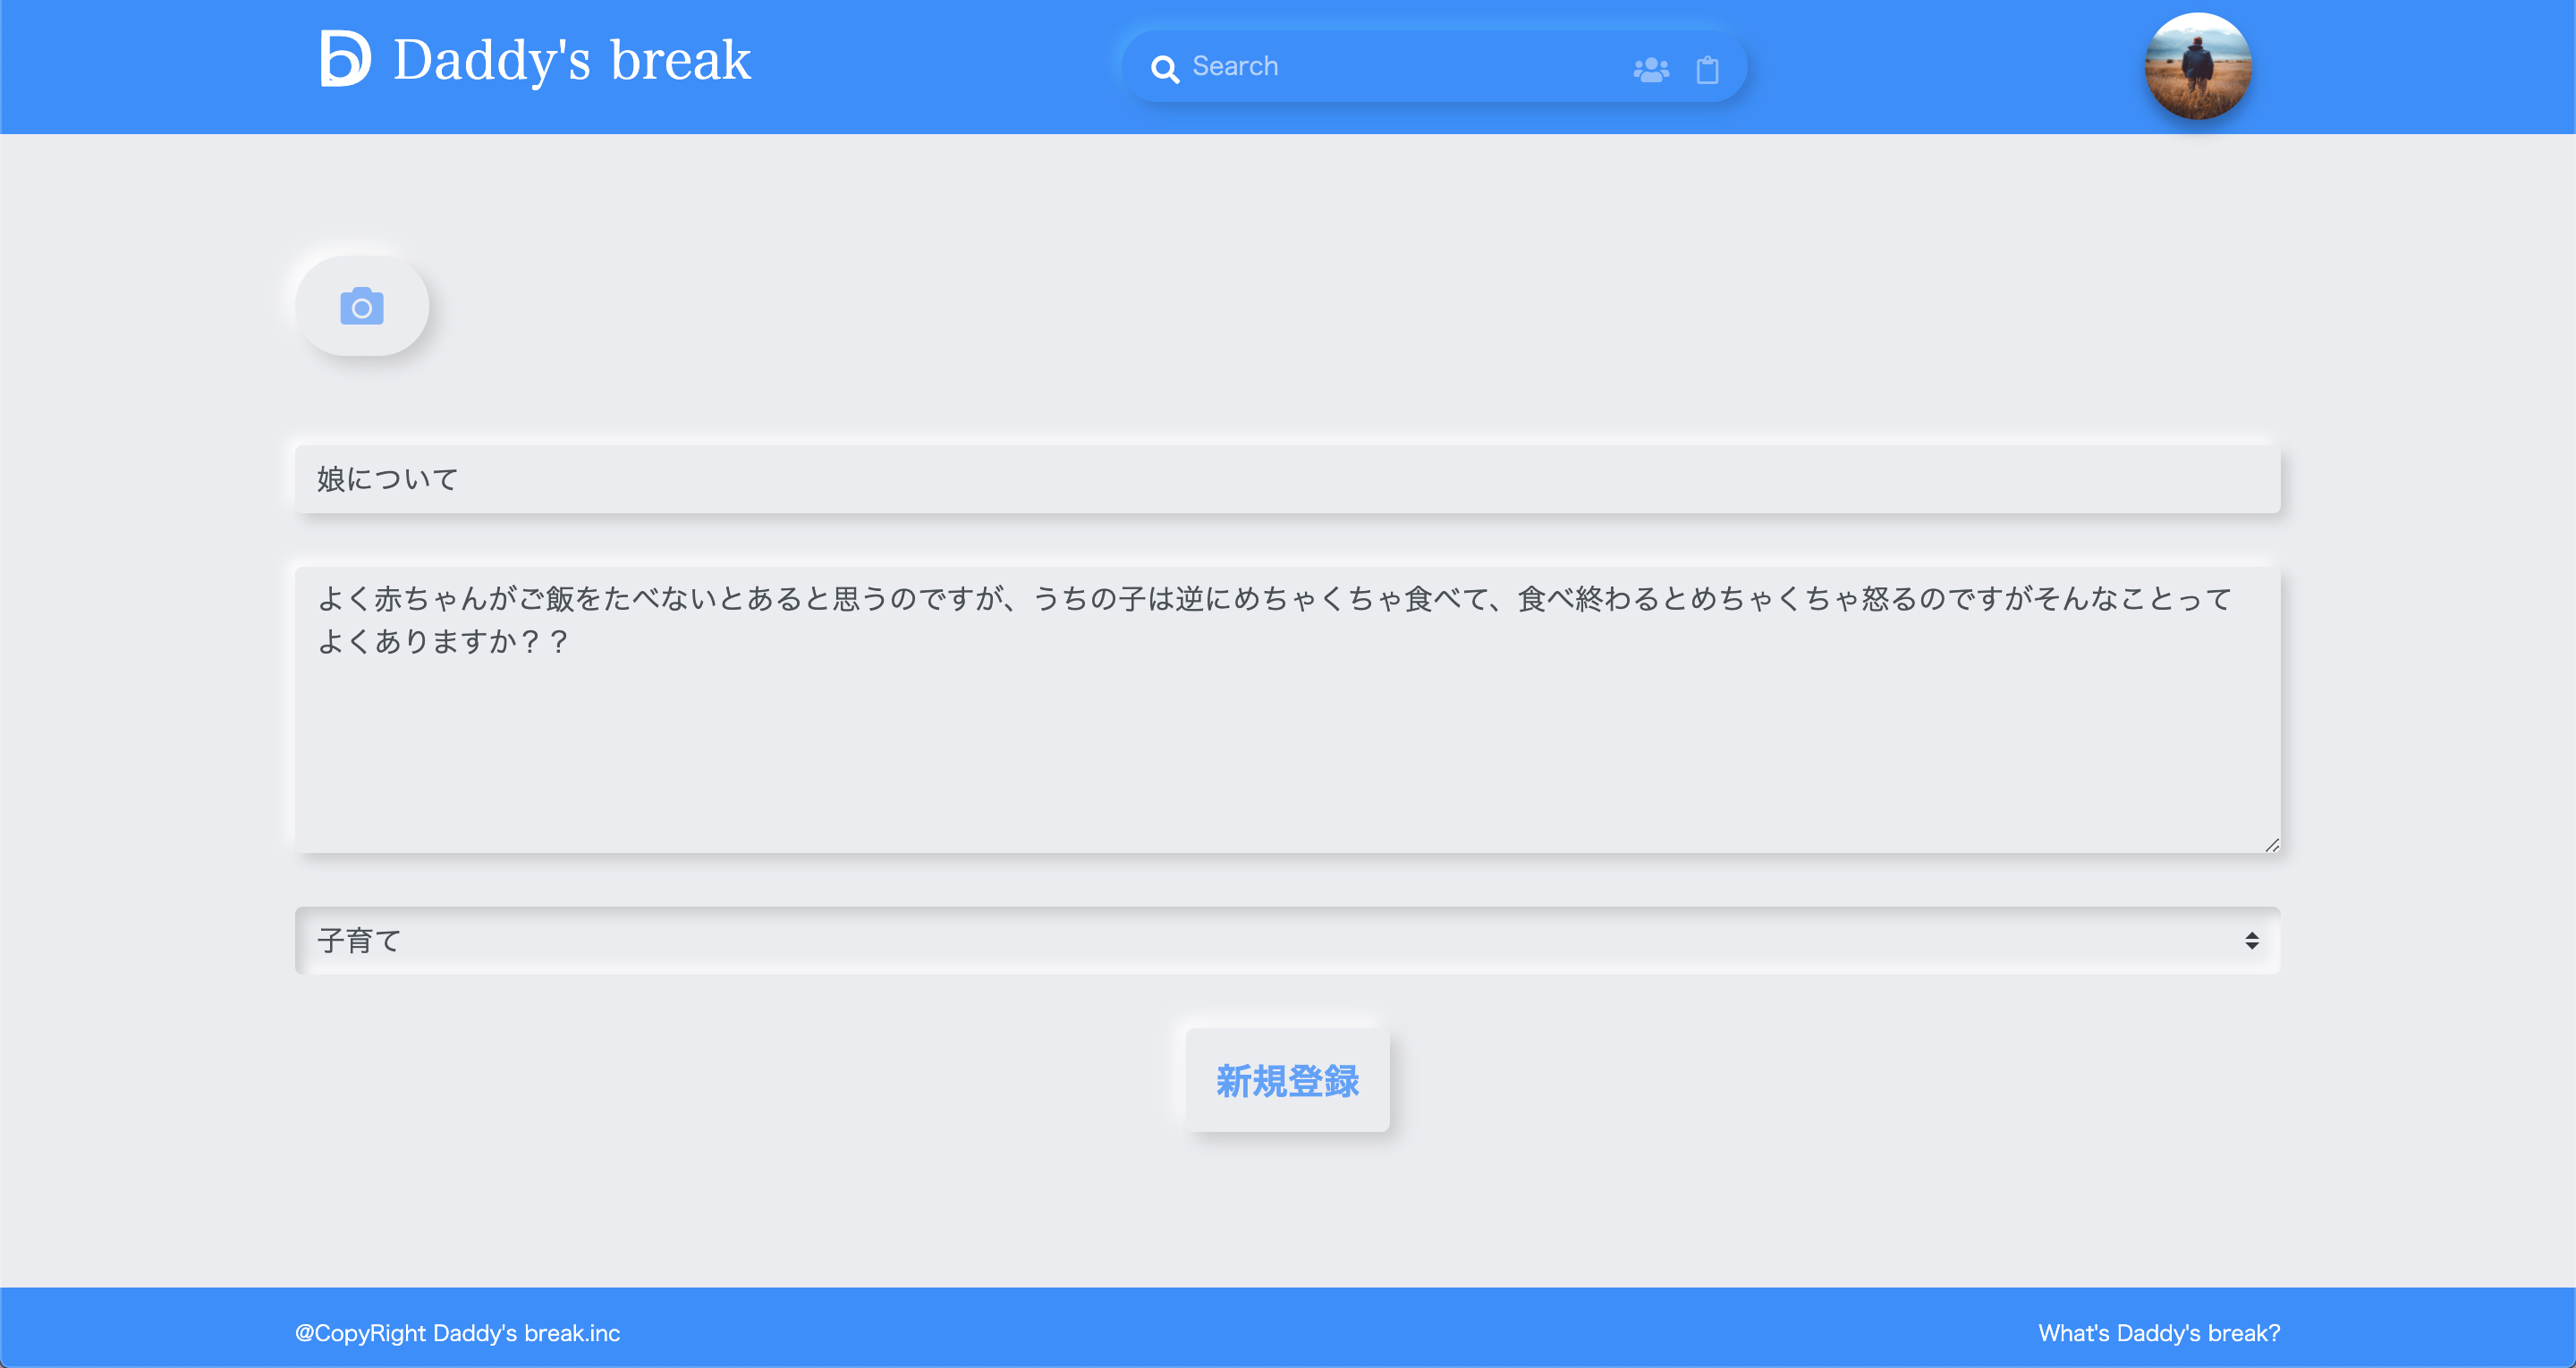 Daddy's break
Search
娘について
よく赤ちゃんがご飯をたべないとあると思うのですが、うちの子は逆にめちゃくちゃ食べて、食べ終わるとめちゃくちゃ怒るのですがそんなことって
よくありますか？？
子育て
新規登録
@CopyRight Daddy's break.inc
What's Daddy's break?